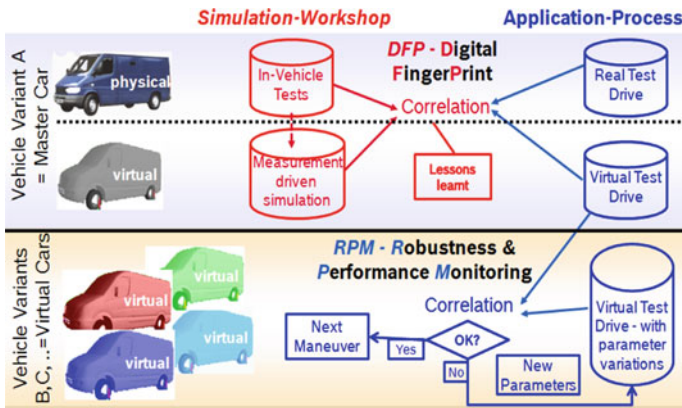 Simulation-Workshop
Application-Process
Vehicle Variant A
= Master Car
physical
In-Vehicle
Tests
DFP - Digital
FingerPrint
Correlation
Real Test
Drive
virtual
Measurement
driven
simulation
Lessons
learnt
Virtual Test
Drive
Vehicle Variants
B,C, ..=Virtual Cars
virtual
virtual
virtual
virtual
RPM - Robustness &
Performance Monitoring
Correlation
Next
Maneuver
Yes
OK?
No
New
Parameters
Virtual Test
Drive - with
parameter
variations